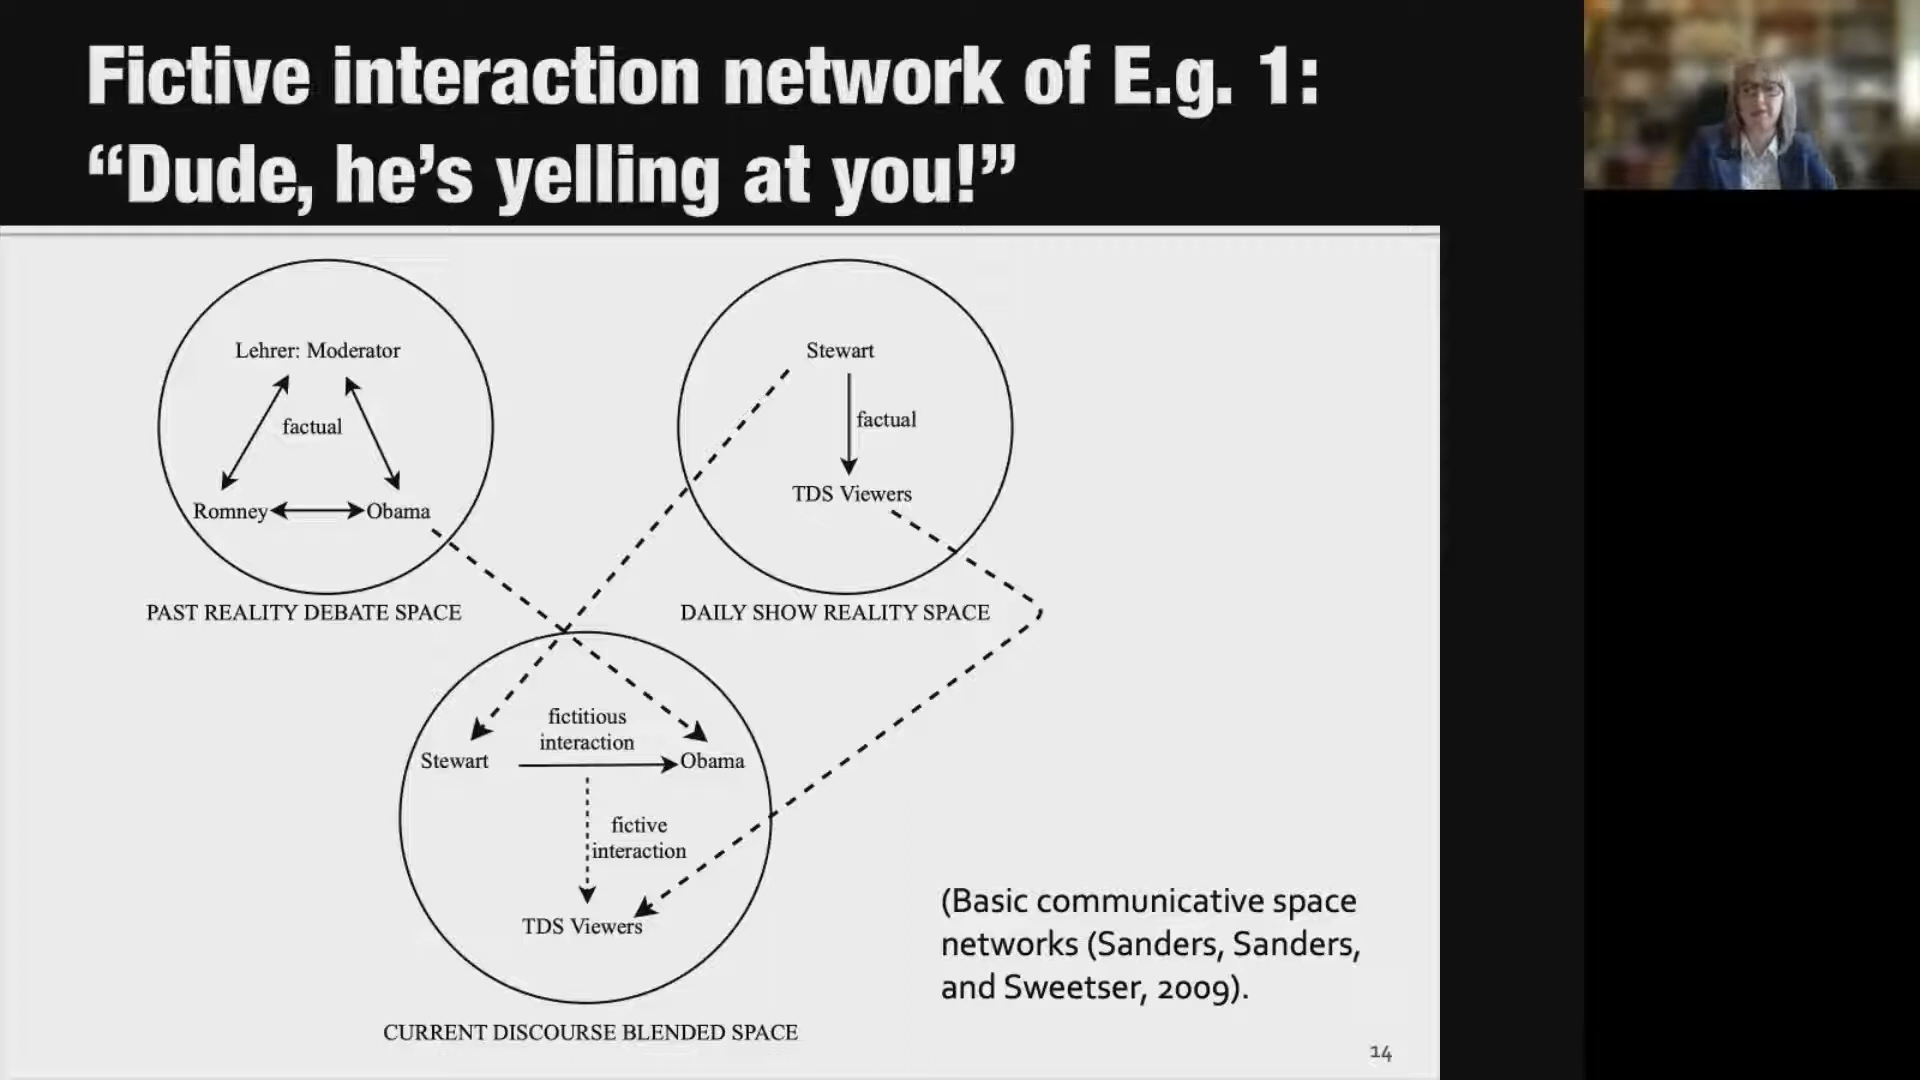 Fictive interaction network of E.g. 1:
“Dude, he’s yelling at you!”
Lehrer: Moderator
factual
Romney
Obama
PAST REALITY DEBATE SPACE
Stewart
factual
TDS Viewers
DAILY SHOW REALITY SPACE
fictitious
interaction
Stewart
Obama
fictive
interaction
TDS Viewers
CURRENT DISCOURSE BLENDED SPACE
(Basic communicative space
networks (Sanders, Sanders,
and Sweetser, 2009).
14